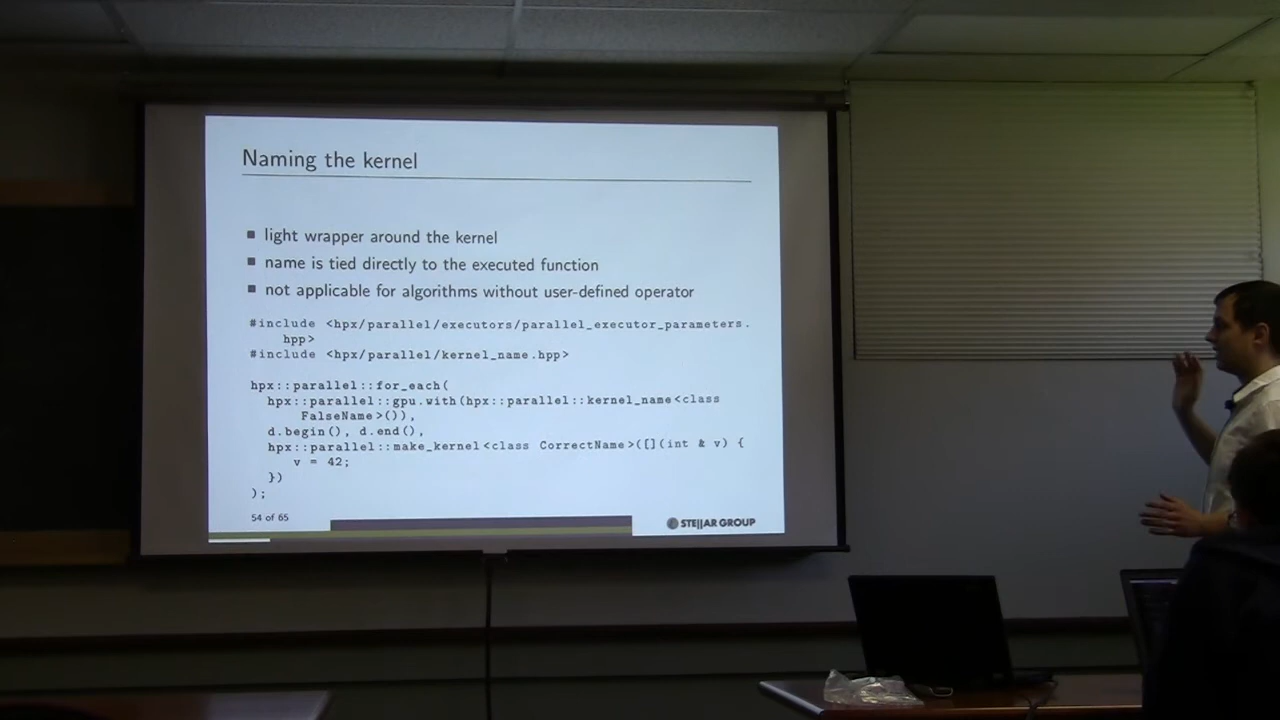 Naming the kernel
light wrapper around the kernel
name is tied directly to the executed function
not applicable for algorithms without user-defined operator
#include <hpx/parallel/executors/parallel_executor_parameters.
hpp>
#include <hpx/parallel/kernel_name.hpp>
hpx::parallel::for_each(
hpx::parallel::gpu.with(hpx::parallel::kernel_name<class
FalseName>()),
d.begin(), d.end(),
hpx::parallel::make_kernel<class CorrectName>([](int & v) {
v = 42;
})
);
54 of 65
STE||AR GROUP